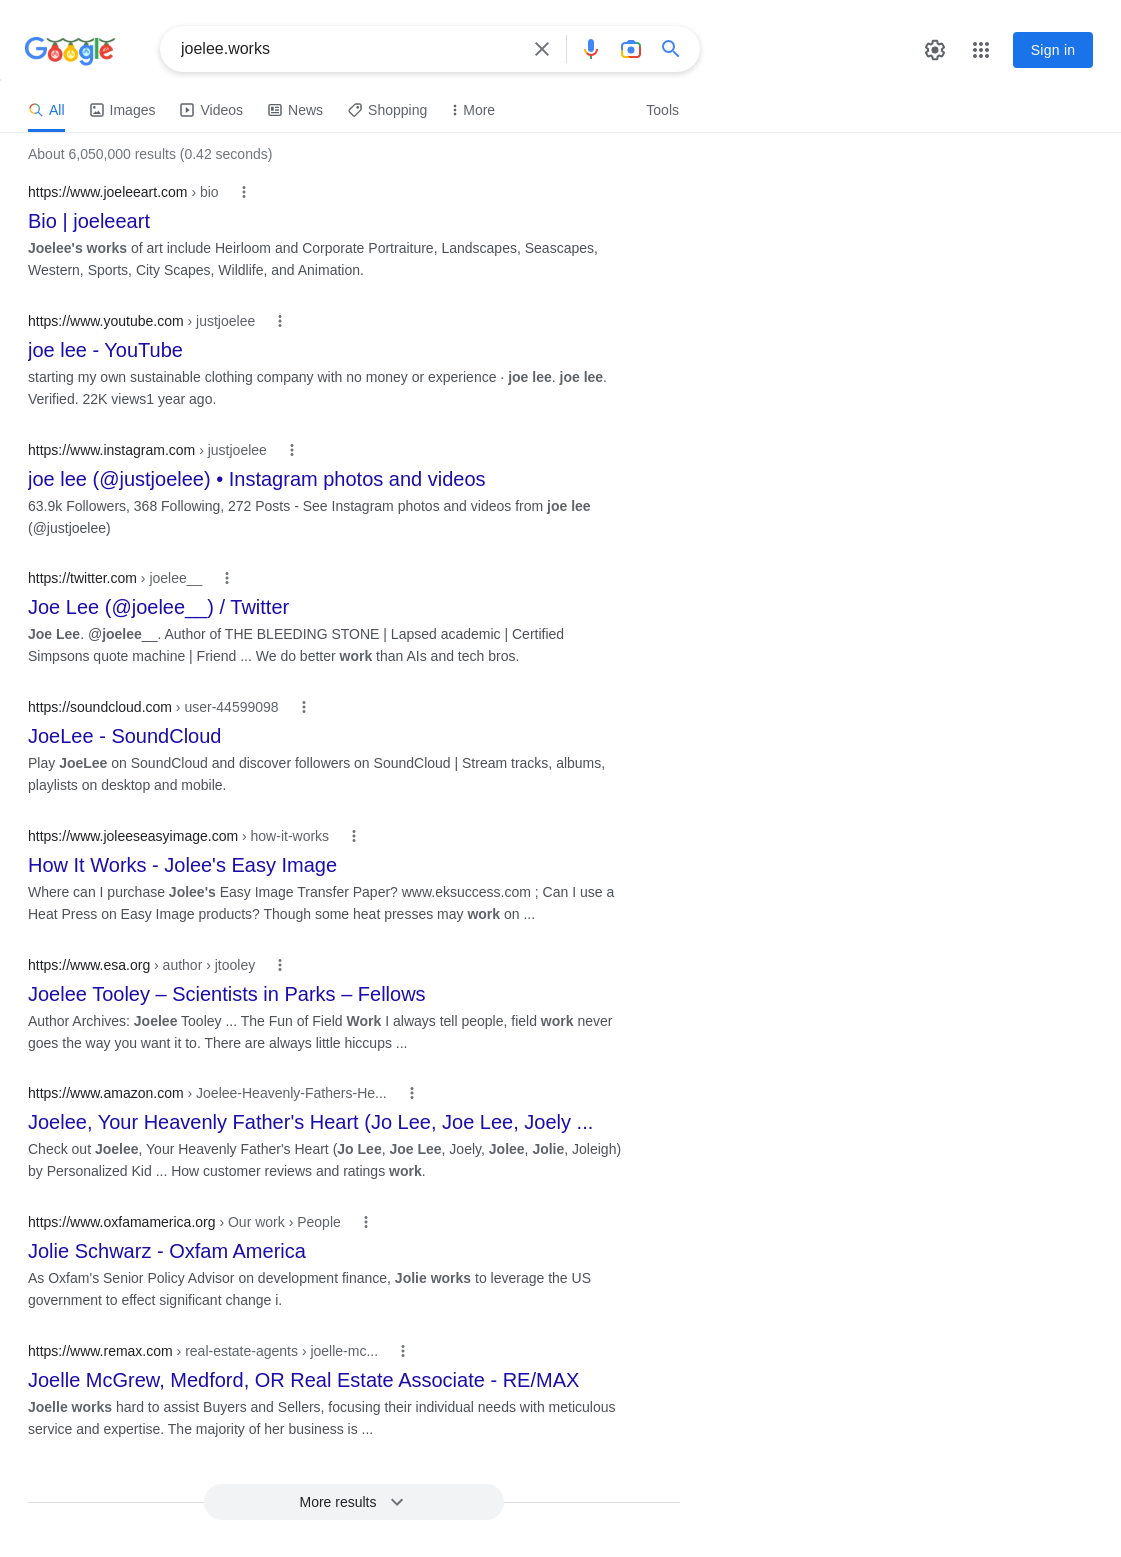 Google
joelee.works
Sign in
All Images Videos News Shopping More Tools
About 6,050,000 results (0.42 seconds)
https://www.joeleeart.com › bio
Bio | joeleeart
Joelee's works of art include Heirloom and Corporate Portraiture, Landscapes, Seascapes,
Western, Sports, City Scapes, Wildlife, and Animation.
https://www.youtube.com › justjoelee
joe lee - YouTube
starting my own sustainable clothing company with no money or experience · joe lee. joe lee.
Verified. 22K views1 year ago.
https://www.instagram.com › justjoelee
joe lee (@justjoelee) • Instagram photos and videos
63.9k Followers, 368 Following, 272 Posts - See Instagram photos and videos from joe lee
(@justjoelee)
https://twitter.com › joelee__
Joe Lee (@joelee__) / Twitter
Joe Lee. @joelee__. Author of THE BLEEDING STONE | Lapsed academic | Certified
Simpsons quote machine | Friend ... We do better work than AIs and tech bros.
https://soundcloud.com › user-44599098
JoeLee - SoundCloud
Play JoeLee on SoundCloud and discover followers on SoundCloud | Stream tracks, albums,
playlists on desktop and mobile.
https://www.joleeseasyimage.com › how-it-works
How It Works - Jolee's Easy Image
Where can I purchase Jolee's Easy Image Transfer Paper? www.eksuccess.com ; Can I use a
Heat Press on Easy Image products? Though some heat presses may work on ...
https://www.esa.org › author › jtooley
Joelee Tooley – Scientists in Parks – Fellows
Author Archives: Joelee Tooley ... The Fun of Field Work I always tell people, field work never
goes the way you want it to. There are always little hiccups ...
https://www.amazon.com › Joelee-Heavenly-Fathers-He...
Joelee, Your Heavenly Father's Heart (Jo Lee, Joe Lee, Joely ...
Check out Joelee, Your Heavenly Father's Heart (Jo Lee, Joe Lee, Joely, Jolee, Jolie, Joleigh)
by Personalized Kid ... How customer reviews and ratings work.
https://www.oxfamamerica.org › Our work › People
Jolie Schwarz - Oxfam America
As Oxfam's Senior Policy Advisor on development finance, Jolie works to leverage the US
government to effect significant change i.
https://www.remax.com › real-estate-agents › joelle-mc...
Joelle McGrew, Medford, OR Real Estate Associate - RE/MAX
Joelle works hard to assist Buyers and Sellers, focusing their individual needs with meticulous
service and expertise. The majority of her business is ...
More results